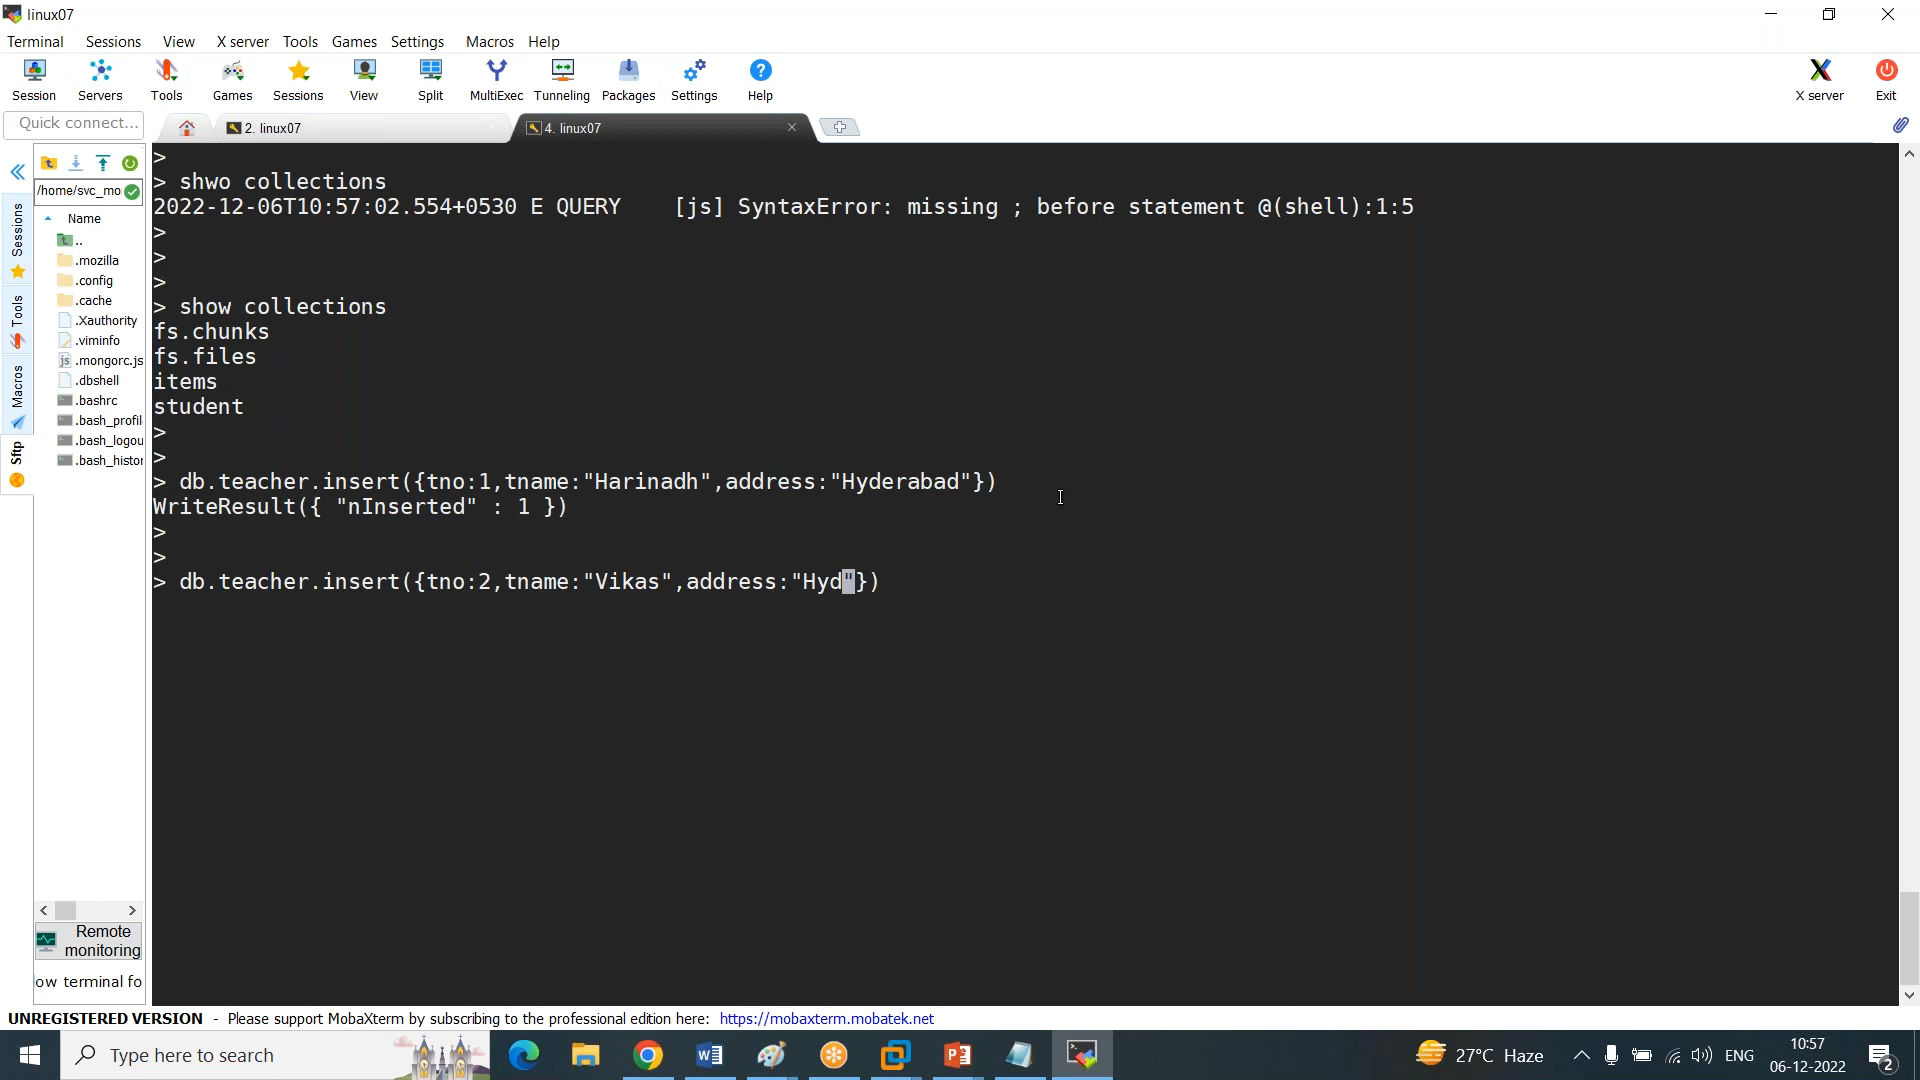 linux07
Terminal Sessions View X server Tools Games Settings Macros Help
Session Servers Tools Games Sessions View Split MultiExec Tunneling Packages Settings Help X server Exit
Quick connect...
2. linux07
4. linux07
/home/svc_mo
Name
..
.mozilla
.config
.cache
.Xauthority
.viminfo
.mongorc.js
.dbshell
.bashrc
.bash_profil
.bash_logou
.bash_histor
Sessions
Tools
Macros
Sftp
Remote
monitoring
ow terminal fo
>
> shwo collections
2022-12-06T10:57:02.554+0530 E QUERY    [js] SyntaxError: missing ; before statement @(shell):1:5
>
>
>
> show collections
fs.chunks
fs.files
items
student
>
>
> db.teacher.insert({tno:1,tname:"Harinadh",address:"Hyderabad"})
WriteResult({ "nInserted" : 1 })
>
>
> db.teacher.insert({tno:2,tname:"Vikas",address:"Hyd"})
UNREGISTERED VERSION - Please support MobaXterm by subscribing to the professional edition here: https://mobaxterm.mobatek.net
Type here to search
27°C Haze
ENG
10:57
06-12-2022
2